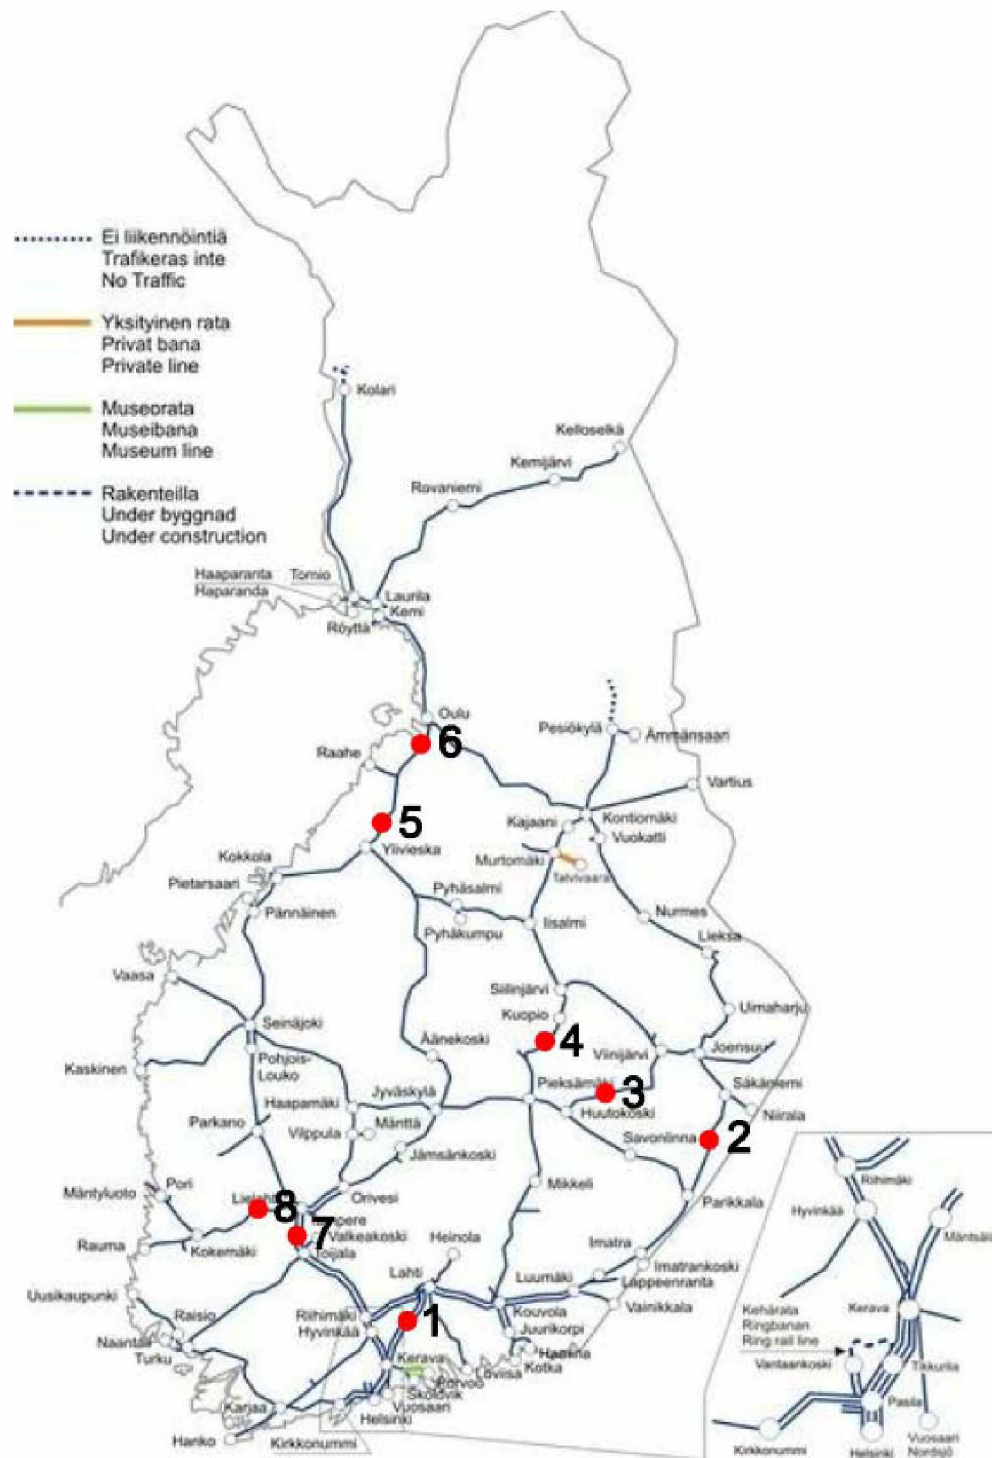 Ei liikennöintiä
Trafikeras inte
No Traffic
Yksityinen rata
Privat bana
Private line
Museorata
Museibana
Museum line
Rakenteilla
Under byggnad
Under construction
Kolari
Kelloselkä
Kemijärvi
Rovaniemi
Haaparanta
Tornio
Haparanda
Laurila
Kemi
Röyttä
Oulu
6
Pesiökylä
Ämmänsaari
Raahe
Vartius
5
Kajaani
Kontiomäki
Vuokatti
Ylivieska
Murtomäki
Talvivaara
Kokkola
Pietarsaari
Pännäinen
Pyhäsalmi
Pyhäkumpu
Iisalmi
Nurmes
Lieksa
Vaasa
Siilinjärvi
Kuopio
Uimaharju
Seinäjoki
4
Pohjois-
Louko
Äänekoski
Viinijärvi
Joensuu
Kaskinen
Haapamäki
Jyväskylä
Pieksämäki
3
Säkäniemi
Niirala
Huutokoski
Parkano
Vilppula
Mänttä
Savonlinna
2
Jämsänkoski
Mäntyluoto
Pori
Orivesi
Mikkeli
Parikkala
8
Rauma
Kokemäki
7
Valkeakoski
Heinola
Imatra
Imatrankoski
Lahti
Luumäki
Lappeenranta
Vainikkala
Uusikaupunki
Raisio
Naantali
Turku
Riihimäki
Hyvinkää
1
Kouvola
Juurikorpi
Hamina
Kotka
Kerava
Loviisa
Porvoo
Sköldvik
Vuosaari
Helsinki
Karjaa
Hanko
Kirkkonummi
Riihimäki
Hyvinkää
Mäntsälä
Kehärata
Ringbanan
Ring rail line
Kerava
Vantaankoski
Tikkurila
Pasila
Kirkkonummi
Helsinki
Vuosaari
Nordsjö